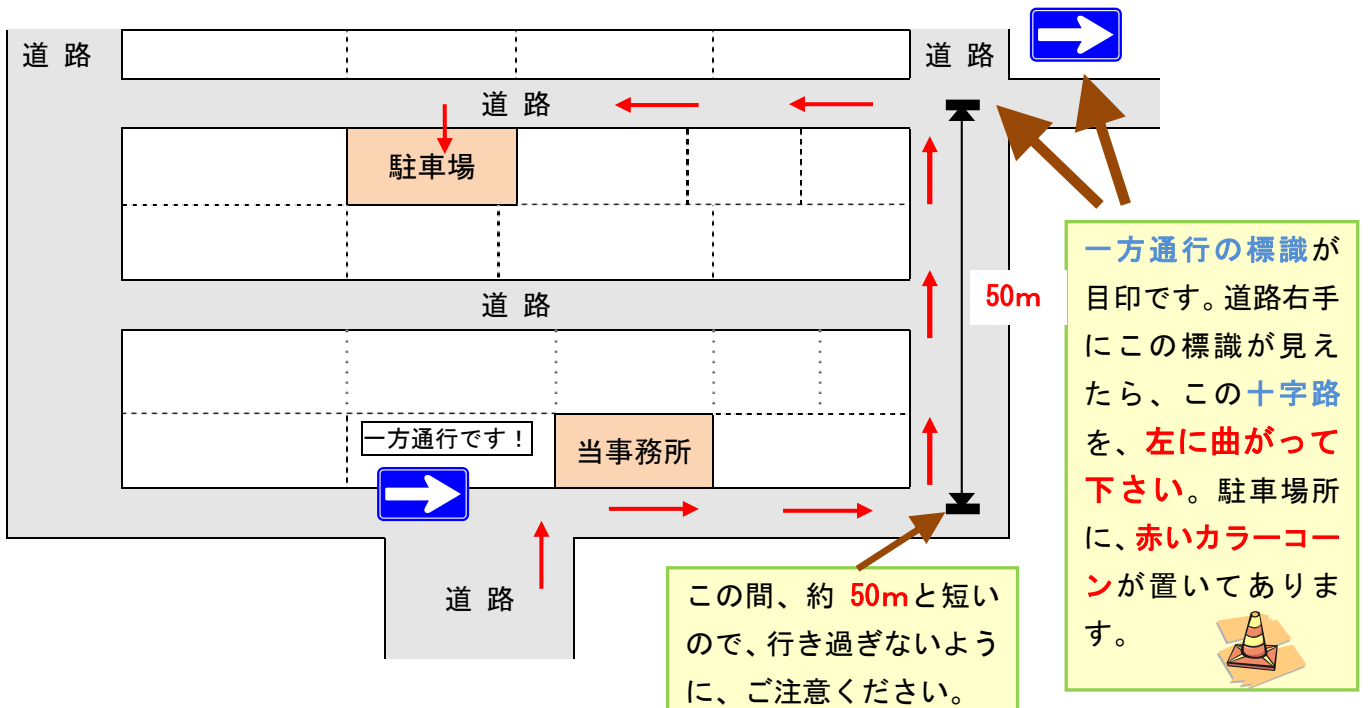 道 路
道 路
道 路
駐車場
50m
道 路
一方通行の標識が
目印です。道路右手
にこの標識が見え
たら、この十字路
を、左に曲がって
下さい。駐車場所
に、赤いカラーコー
ンが置いてありま
す。
一方通行です！
当事務所
道 路
この間、約 50mと短い
ので、行き過ぎないよう
に、ご注意ください。